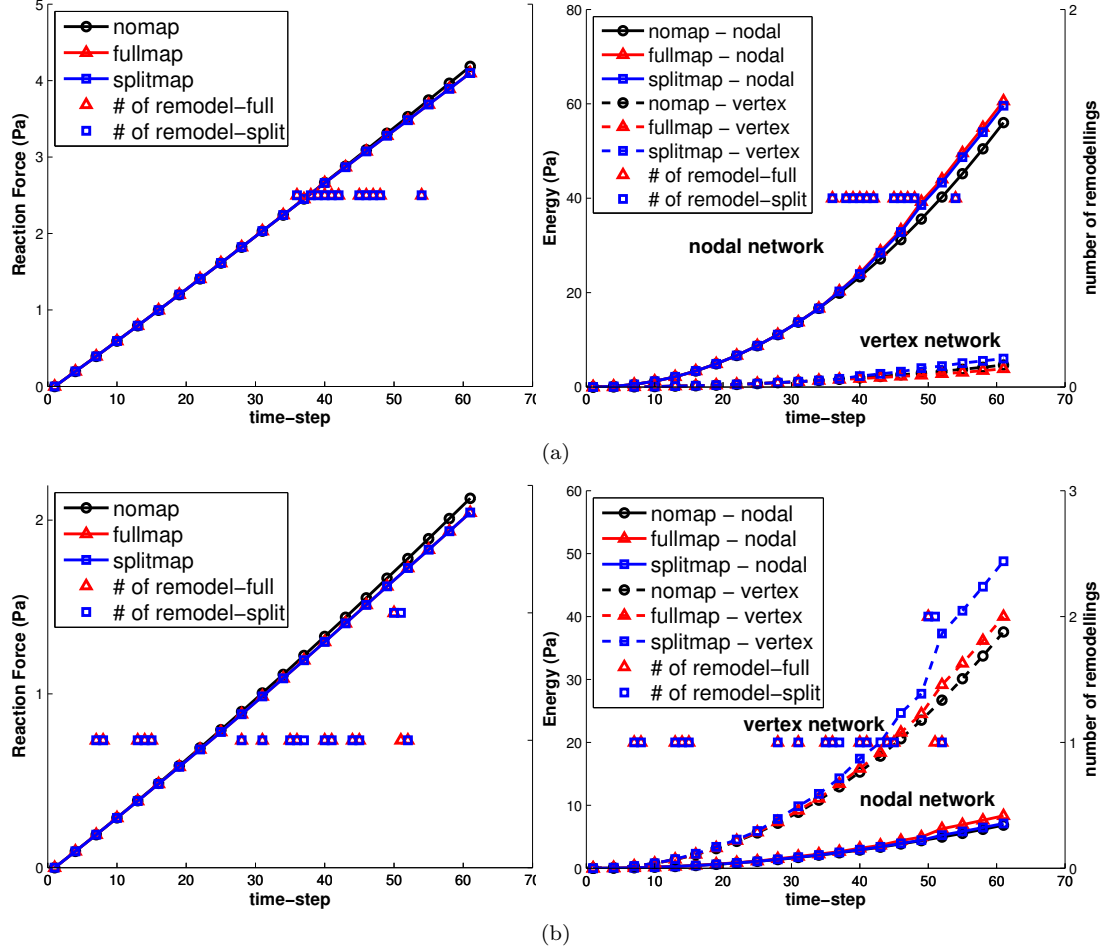 5
4
3
2
1
0
Reaction Force (Pa)
nomap
fullmap
splitmap
# of remodel-full
# of remodel-split
0 10 20 30 40 50 60 70
time-step
80
60
40
20
0
Energy (Pa)
nomap - nodal
fullmap - nodal
splitmap - nodal
nomap - vertex
fullmap - vertex
splitmap - vertex
# of remodel-full
# of remodel-split
nodal network
vertex network
2
0
number of remodellings
0 10 20 30 40 50 60 70
time-step
(a)
2
1
0
Reaction Force (Pa)
nomap
fullmap
splitmap
# of remodel-full
# of remodel-split
0 10 20 30 40 50 60 70
time-step
60
50
40
30
20
10
0
Energy (Pa)
nomap - nodal
fullmap - nodal
splitmap - nodal
nomap - vertex
fullmap - vertex
splitmap - vertex
# of remodel-full
# of remodel-split
vertex network
nodal network
3
2
1
0
number of remodellings
0 10 20 30 40 50 60 70
time-step
(b)